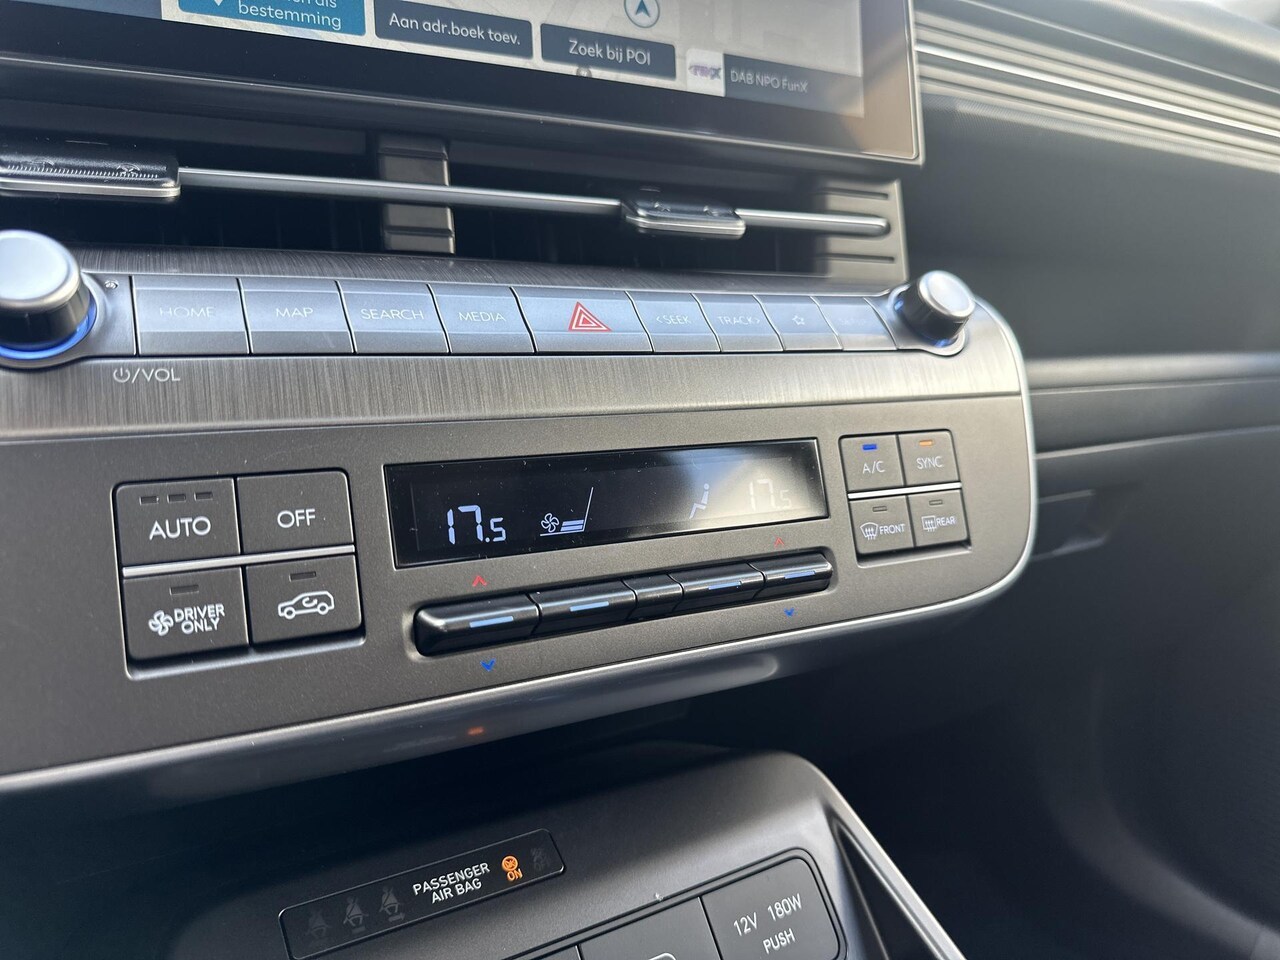 bestemming
Aan adr.boek toev.
Zoek bij POI
FunX
DAB NPO FunX
HOME
MAP
SEARCH
MEDIA
<SEEK
TRACK>
/VOL
AUTO
OFF
DRIVER
ONLY
17.5
17.5
A/C
SYNC
FRONT
REAR
PASSENGER
AIR BAG
ON
12V 180W
PUSH